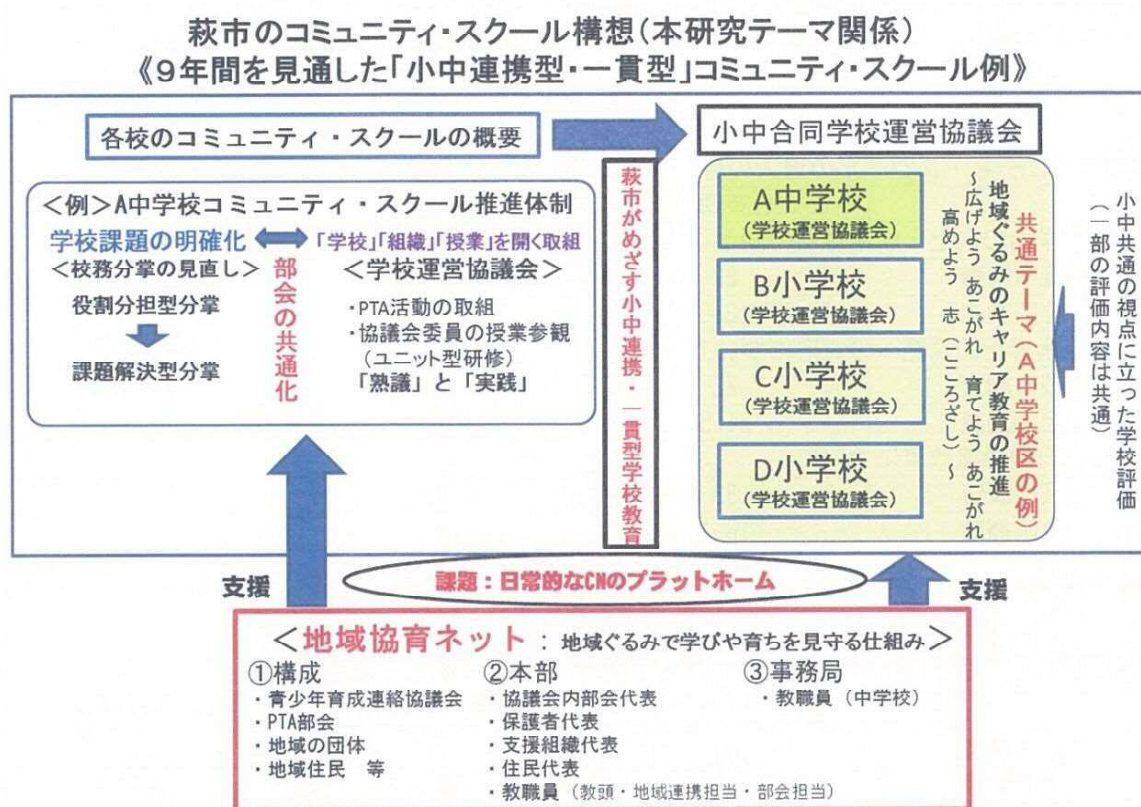 萩市のコミュニティ・スクール構想(本研究テーマ関係)
《9年間を見通した「小中連携型・一貫型」コミュニティ・スクール例》
各校のコミュニティ・スクールの概要
<例>A中学校コミュニティ・スクール推進体制
学校課題の明確化
「学校」「組織」「授業」を開く取組
<校務分掌の見直し>
役割分担型分掌
課題解決型分掌
部会の共通化
<学校運営協議会>
・PTA活動の取組
・協議会委員の授業参観
(ユニット型研修)
「熟議」と「実践」
萩市がめざす小中連携・一貫型学校教育
小中合同学校運営協議会
A中学校
(学校運営協議会)
B小学校
(学校運営協議会)
C小学校
(学校運営協議会)
D小学校
(学校運営協議会)
共通テーマ(A中学校区の例)
地域ぐるみのキャリア教育の推進
~広げよう あこがれ 育てよう あこがれ
高めよう 志(こころざし)~
小中共通の視点に立った学校評価
(一部の評価内容は共通)
支援
課題:日常的なCNのプラットホーム
支援
<地域協育ネット:地域ぐるみで学びや育ちを見守る仕組み>
①構成
・青少年育成連絡協議会
・PTA部会
・地域の団体
・地域住民 等
②本部
・協議会内部会代表
・保護者代表
・支援組織代表
・住民代表
・教職員(教頭・地域連携担当・部会担当)
③事務局
・教職員(中学校)